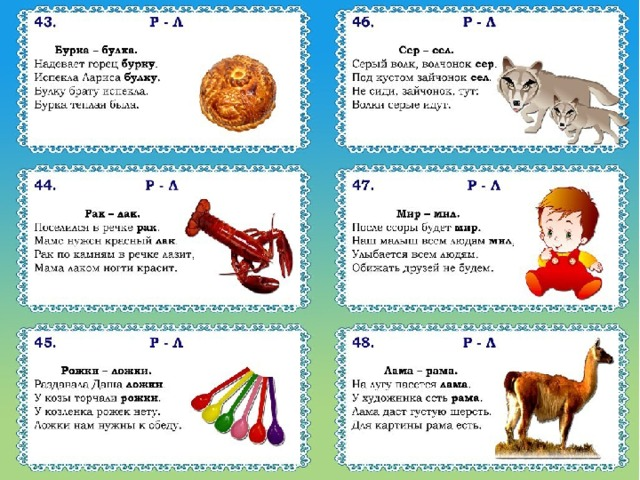 43. Р - Л
Бурка – булка.
Надевает горец бурку.
Испекла Лариса булку.
Булку брату испекла.
Бурка теплая была.
44. Р - Л
Рак – лак.
Поселился в речке рак.
Маме нужен красный лак.
Рак по камням в речке лазит,
Мама лаком ногти красит.
45. Р - Л
Рожки – ложки.
Раздавала Даша ложки.
У козы торчали рожки.
У козленка рожек нету.
Ложки нам нужны к обеду.
46. Р - Л
Сер – сел.
Серый волк, волчонок сер.
Под кустом зайчонок сел.
Не сиди, зайчонок, тут:
Волки серые идут.
47. Р - Л
Мир – мил.
После ссоры будет мир.
Наш малыш всем людям мил,
Улыбается всем людям.
Обижать друзей не будем.
48. Р - Л
Лама – рама.
На лугу пасется лама.
У художника есть рама.
Лама даст густую шерсть.
Для картины рама есть.